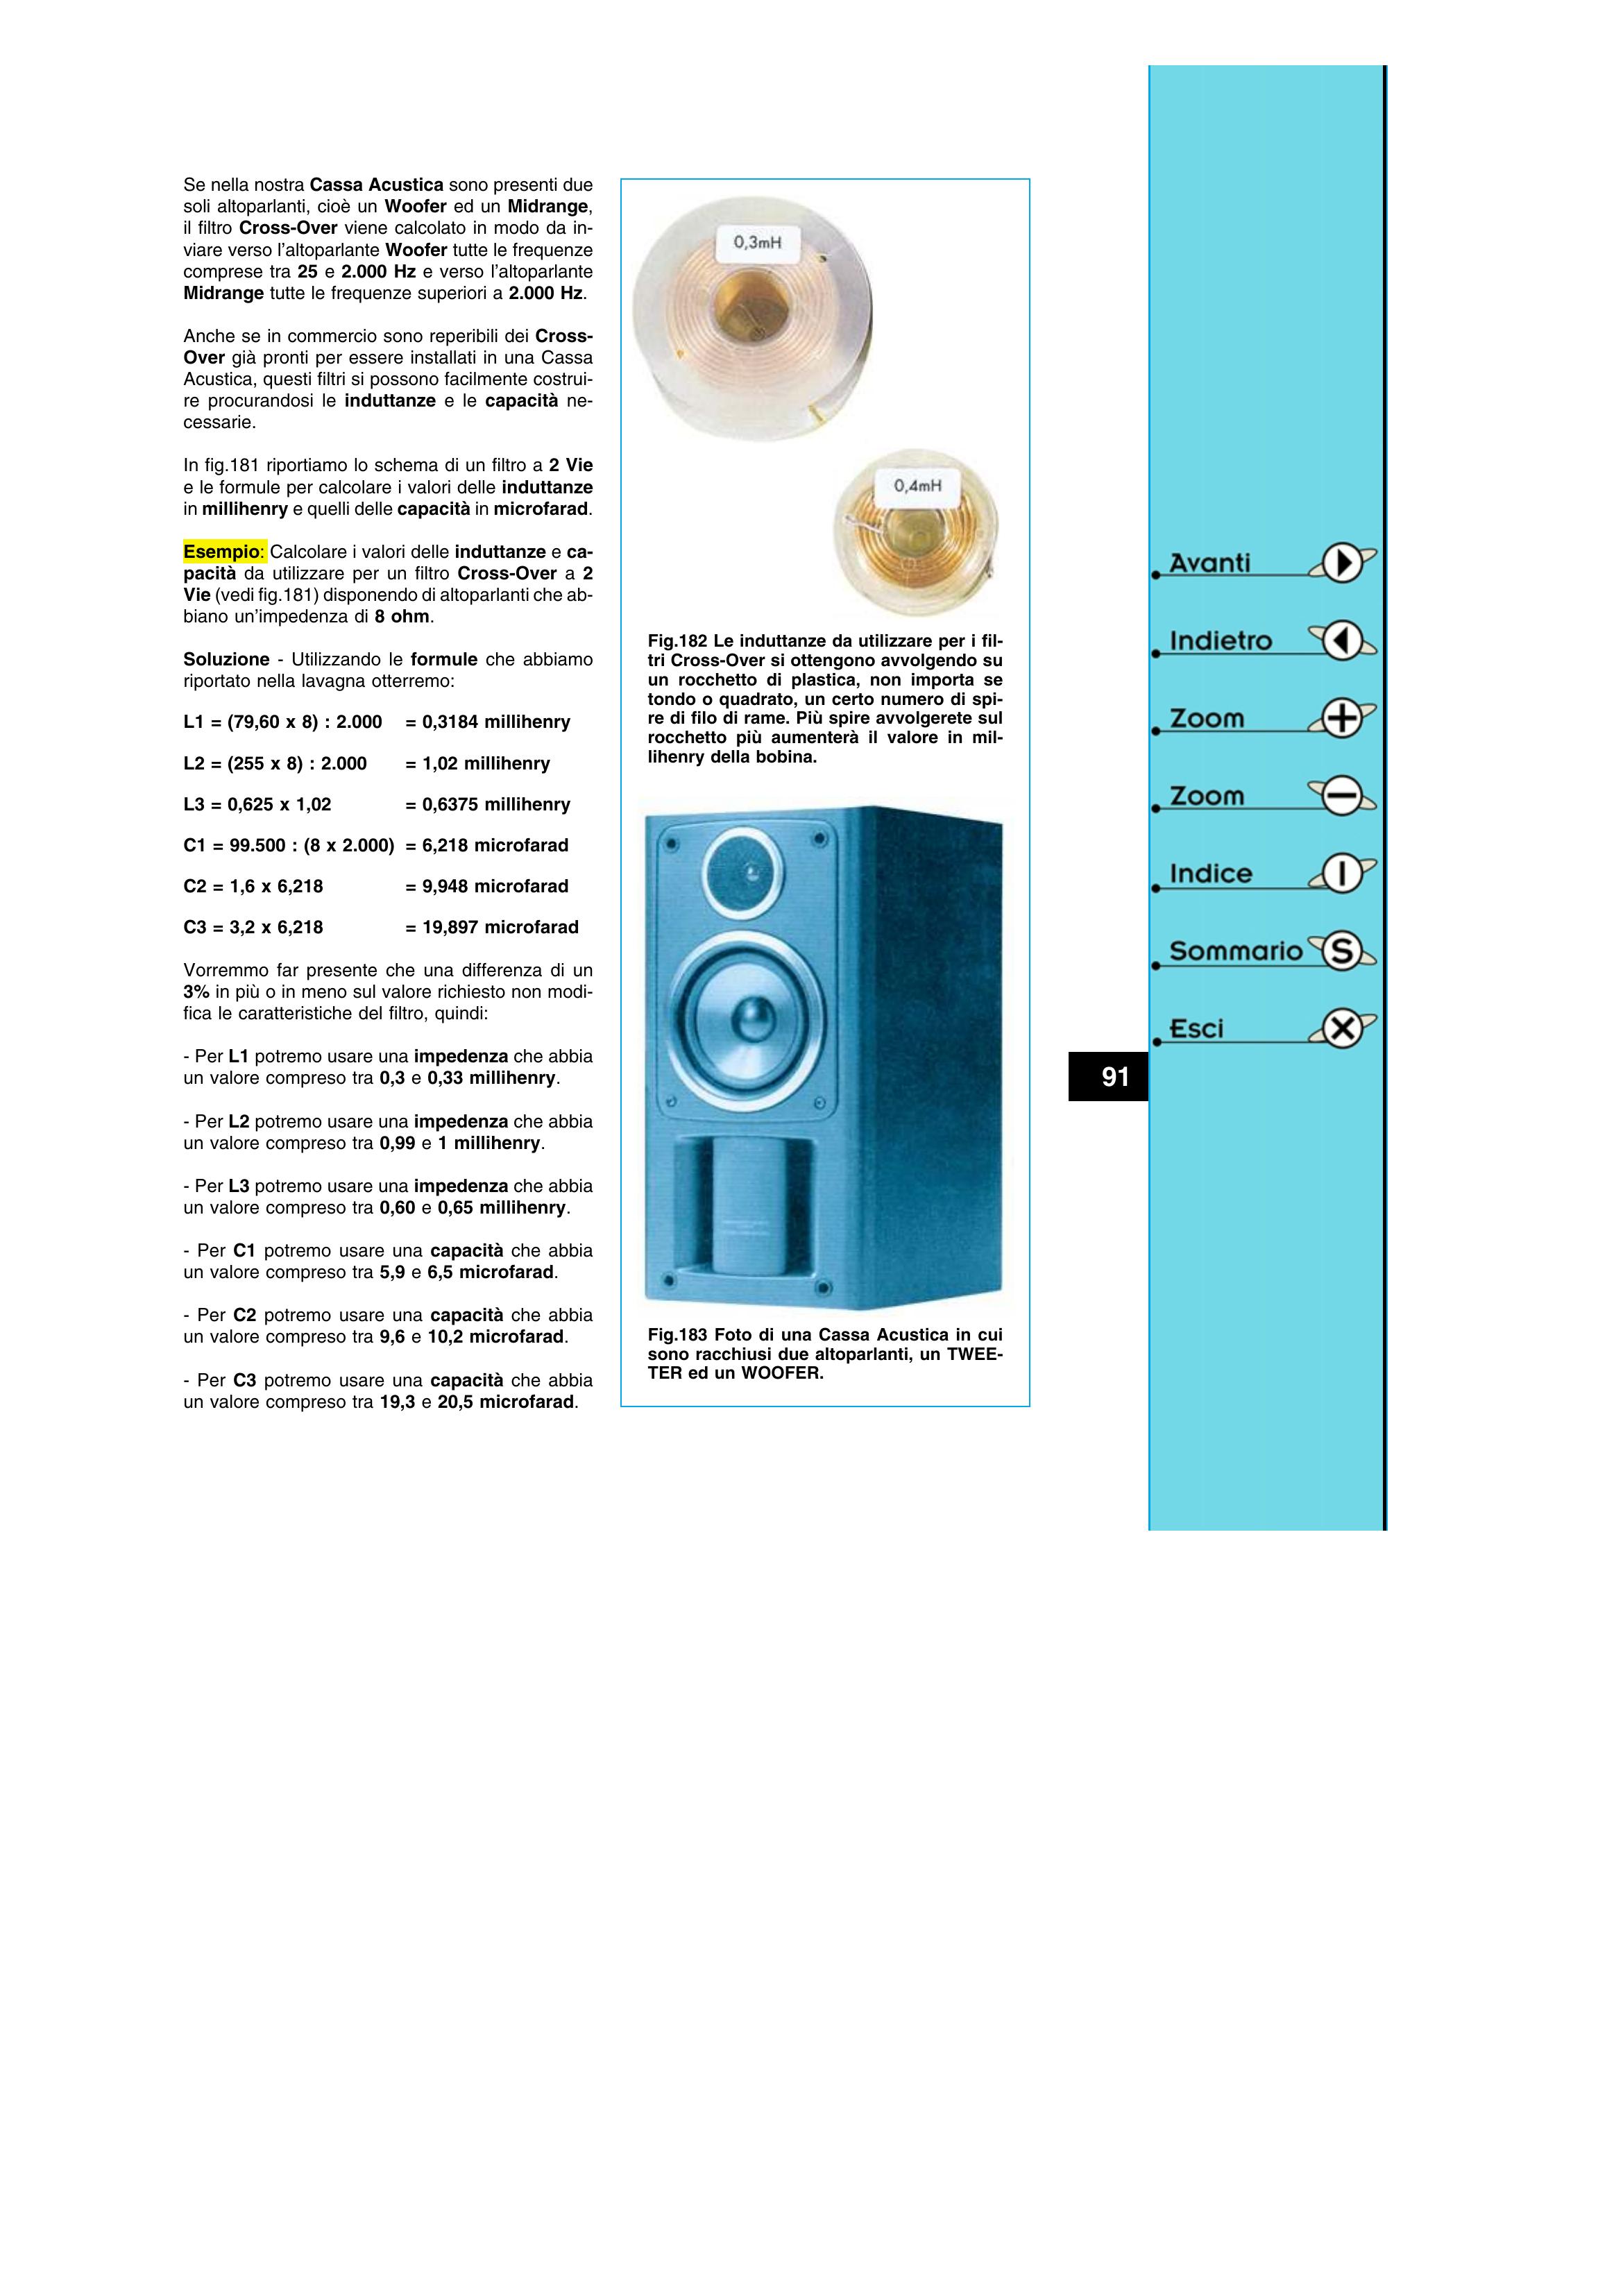 Se nella nostra Cassa Acustica sono presenti due
soli altoparlanti, cioè un Woofer ed un Midrange,
il filtro Cross-Over viene calcolato in modo da in-
viare verso l'altoparlante Woofer tutte le frequenze
comprese tra 25 e 2.000 Hz e verso l'altoparlante
Midrange tutte le frequenze superiori a 2.000 Hz.
Anche se in commercio sono reperibili dei Cross-
Over già pronti per essere installati in una Cassa
Acustica, questi filtri si possono facilmente costrui-
re procurandosi le induttanze e le capacità ne-
cessarie.
In fig.181 riportiamo lo schema di un filtro a 2 Vie
e le formule per calcolare i valori delle induttanze
in millihenry e quelli delle capacità in microfarad.
Esempio: Calcolare i valori delle induttanze e ca-
pacità da utilizzare per un filtro Cross-Over a 2
Vie (vedi fig.181) disponendo di altoparlanti che ab-
biano un'impedenza di 8 ohm.
Soluzione - Utilizzando le formule che abbiamo
riportato nella lavagna otterremo:
L1 = (79,60 x 8) : 2.000 = 0,3184 millihenry
L2 = (255 x 8) : 2.000 = 1,02 millihenry
L3 = 0,625 x 1,02 = 0,6375 millihenry
C1 = 99.500 : (8 x 2.000) = 6,218 microfarad
C2 = 1,6 x 6,218 = 9,948 microfarad
C3 = 3,2 x 6,218 = 19,897 microfarad
Vorremmo far presente che una differenza di un
3% in più o in meno sul valore richiesto non modi-
fica le caratteristiche del filtro, quindi:
- Per L1 potremo usare una impedenza che abbia
un valore compreso tra 0,3 e 0,33 millihenry.
- Per L2 potremo usare una impedenza che abbia
un valore compreso tra 0,99 e 1 millihenry.
- Per L3 potremo usare una impedenza che abbia
un valore compreso tra 0,60 e 0,65 millihenry.
- Per C1 potremo usare una capacità che abbia
un valore compreso tra 5,9 e 6,5 microfarad.
- Per C2 potremo usare una capacità che abbia
un valore compreso tra 9,6 e 10,2 microfarad.
- Per C3 potremo usare una capacità che abbia
un valore compreso tra 19,3 e 20,5 microfarad.
0,3mH
0,4mH
Fig.182 Le induttanze da utilizzare per i fil-
tri Cross-Over si ottengono avvolgendo su
un rocchetto di plastica, non importa se
tondo o quadrato, un certo numero di spi-
re di filo di rame. Più spire avvolgerete sul
rocchetto più aumenterà il valore in mil-
lihenry della bobina.
Fig.183 Foto di una Cassa Acustica in cui
sono racchiusi due altoparlanti, un TWEE-
TER ed un WOOFER.
91
Avanti
Indietro
Zoom +
Zoom -
Indice I
Sommario S
Esci X